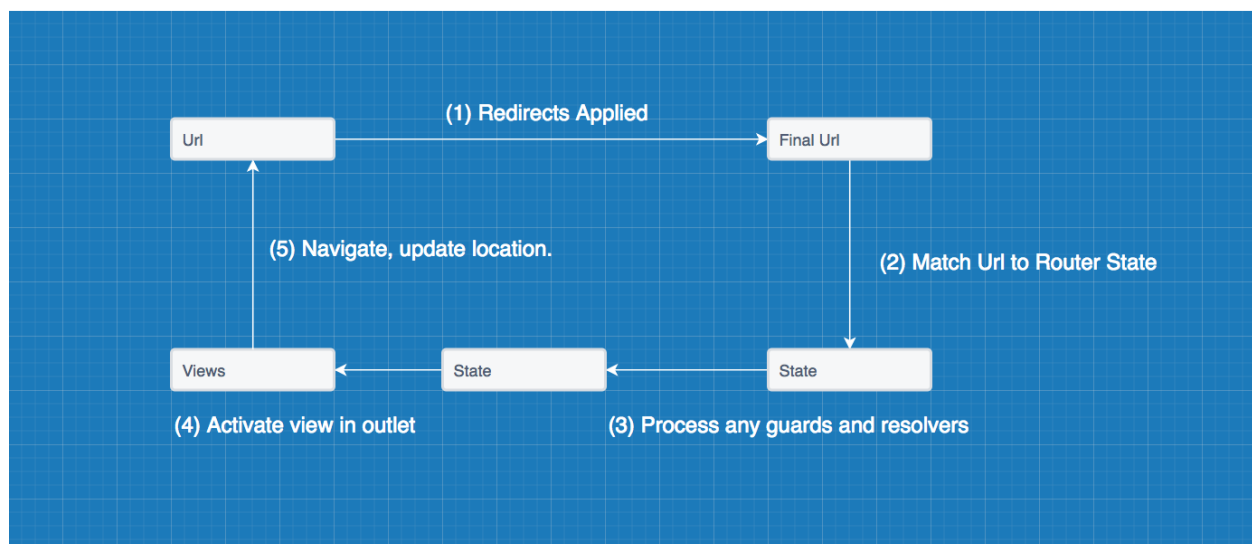 (1) Redirects Applied
Url
Final Url
(5) Navigate, update location.
(2) Match Url to Router State
Views
State
State
(4) Activate view in outlet
(3) Process any guards and resolvers